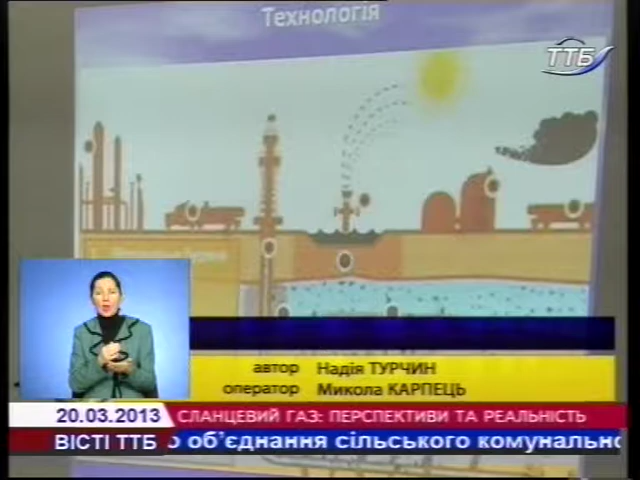 Технологія
ТТБ
автор Надія ТУРЧИН
оператор Микола КАРПЕЦЬ
20.03.2013 СЛАНЦЕВИЙ ГАЗ: ПЕРСПЕКТИВИ ТА РЕАЛЬНІСТЬ
ВІСТІ ТТБ о об'єднання сільського комунально